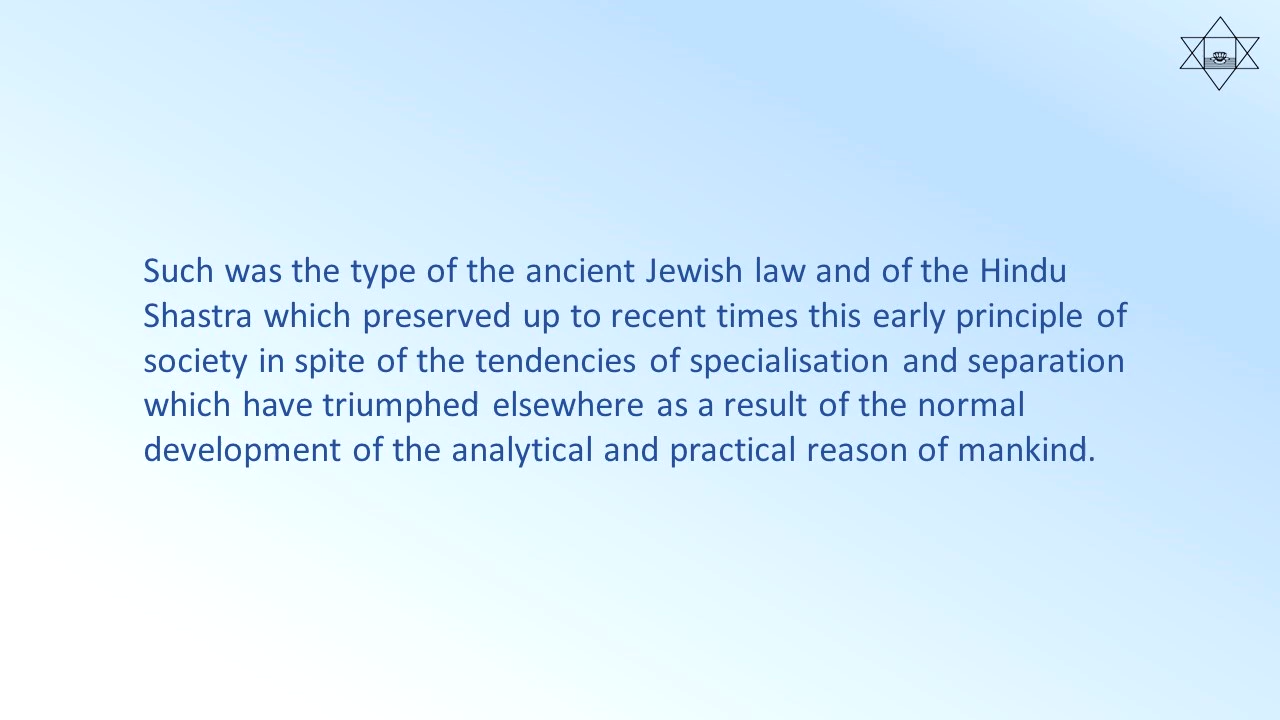 Such was the type of the ancient Jewish law and of the Hindu
Shastra which preserved up to recent times this early principle of
society in spite of the tendencies of specialisation and separation
which have triumphed elsewhere as a result of the normal
development of the analytical and practical reason of mankind.